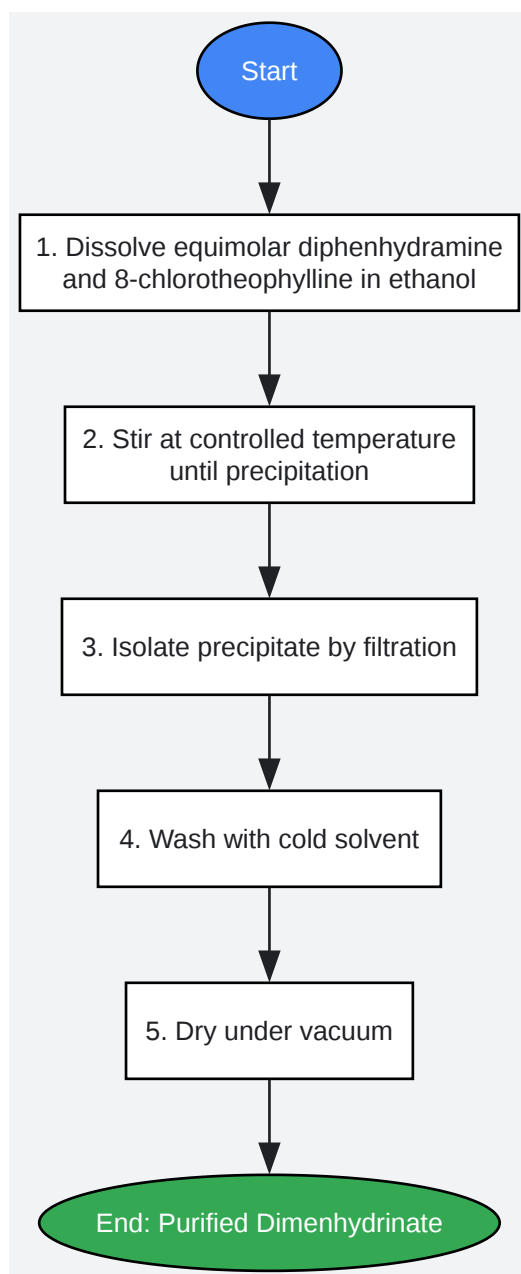 Start
1. Dissolve equimolar diphenhydramine
and 8-chlorotheophylline in ethanol
2. Stir at controlled temperature
until precipitation
3. Isolate precipitate by filtration
4. Wash with cold solvent
5. Dry under vacuum
End: Purified Dimenhydrinate